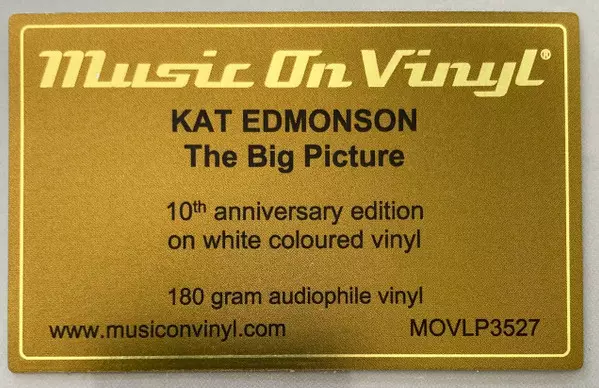 Music On Vinyl®
KAT EDMONSON
The Big Picture
10th anniversary edition
on white coloured vinyl
180 gram audiophile vinyl
www.musiconvinyl.com MOVLP3527